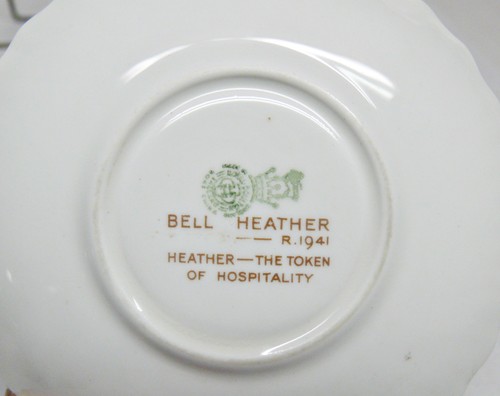 BELL HEATHER
R.1941
HEATHER—THE TOKEN
OF HOSPITALITY